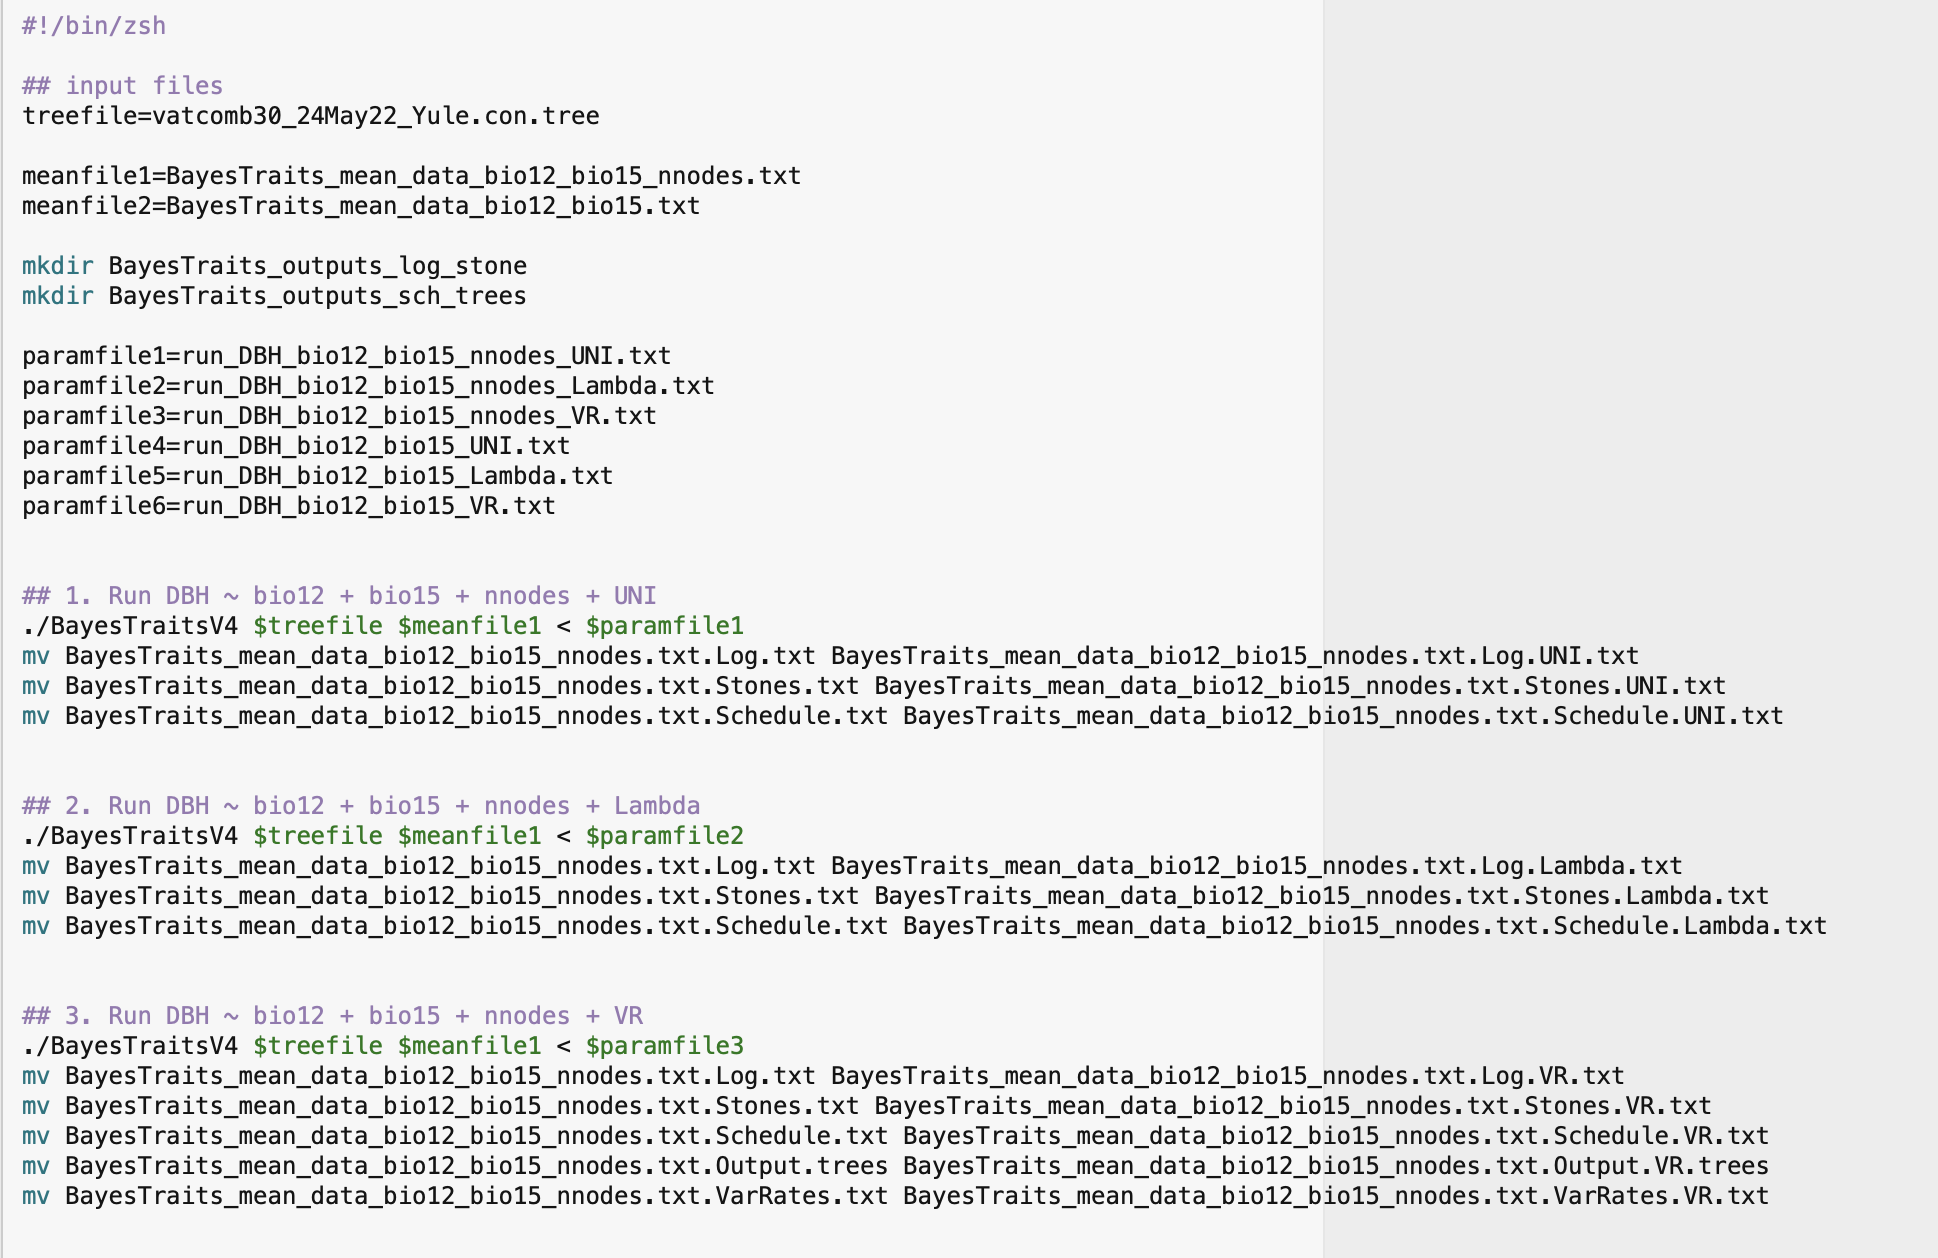 #!/bin/zsh
## input files
treefile=vatcomb30_24May22_Yule.con.tree
meanfile1=BayesTraits_mean_data_bio12_bio15_nnodes.txt
meanfile2=BayesTraits_mean_data_bio12_bio15.txt
mkdir BayesTraits_outputs_log_stone
mkdir BayesTraits_outputs_sch_trees
paramfile1=run_DBH_bio12_bio15_nnodes_UNI.txt
paramfile2=run_DBH_bio12_bio15_nnodes_Lambda.txt
paramfile3=run_DBH_bio12_bio15_nnodes_VR.txt
paramfile4=run_DBH_bio12_bio15_UNI.txt
paramfile5=run_DBH_bio12_bio15_Lambda.txt
paramfile6=run_DBH_bio12_bio15_VR.txt
## 1. Run DBH ~ bio12 + bio15 + nnodes + UNI
./BayesTraitsV4 $treefile $meanfile1 < $paramfile1
mv BayesTraits_mean_data_bio12_bio15_nnodes.txt.Log.txt BayesTraits_mean_data_bio12_bio15_nnodes.txt.Log.UNI.txt
mv BayesTraits_mean_data_bio12_bio15_nnodes.txt.Stones.txt BayesTraits_mean_data_bio12_bio15_nnodes.txt.Stones.UNI.txt
mv BayesTraits_mean_data_bio12_bio15_nnodes.txt.Schedule.txt BayesTraits_mean_data_bio12_bio15_nnodes.txt.Schedule.UNI.txt
## 2. Run DBH ~ bio12 + bio15 + nnodes + Lambda
./BayesTraitsV4 $treefile $meanfile1 < $paramfile2
mv BayesTraits_mean_data_bio12_bio15_nnodes.txt.Log.txt BayesTraits_mean_data_bio12_bio15_nnodes.txt.Log.Lambda.txt
mv BayesTraits_mean_data_bio12_bio15_nnodes.txt.Stones.txt BayesTraits_mean_data_bio12_bio15_nnodes.txt.Stones.Lambda.txt
mv BayesTraits_mean_data_bio12_bio15_nnodes.txt.Schedule.txt BayesTraits_mean_data_bio12_bio15_nnodes.txt.Schedule.Lambda.txt
## 3. Run DBH ~ bio12 + bio15 + nnodes + VR
./BayesTraitsV4 $treefile $meanfile1 < $paramfile3
mv BayesTraits_mean_data_bio12_bio15_nnodes.txt.Log.txt BayesTraits_mean_data_bio12_bio15_nnodes.txt.Log.VR.txt
mv BayesTraits_mean_data_bio12_bio15_nnodes.txt.Stones.txt BayesTraits_mean_data_bio12_bio15_nnodes.txt.Stones.VR.txt
mv BayesTraits_mean_data_bio12_bio15_nnodes.txt.Schedule.txt BayesTraits_mean_data_bio12_bio15_nnodes.txt.Schedule.VR.txt
mv BayesTraits_mean_data_bio12_bio15_nnodes.txt.Output.trees BayesTraits_mean_data_bio12_bio15_nnodes.txt.Output.VR.trees
mv BayesTraits_mean_data_bio12_bio15_nnodes.txt.VarRates.txt BayesTraits_mean_data_bio12_bio15_nnodes.txt.VarRates.VR.txt